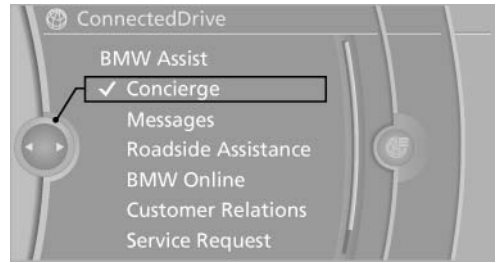 ConnectedDrive
BMW Assist
✓ Concierge
Messages
Roadside Assistance
BMW Online
Customer Relations
Service Request